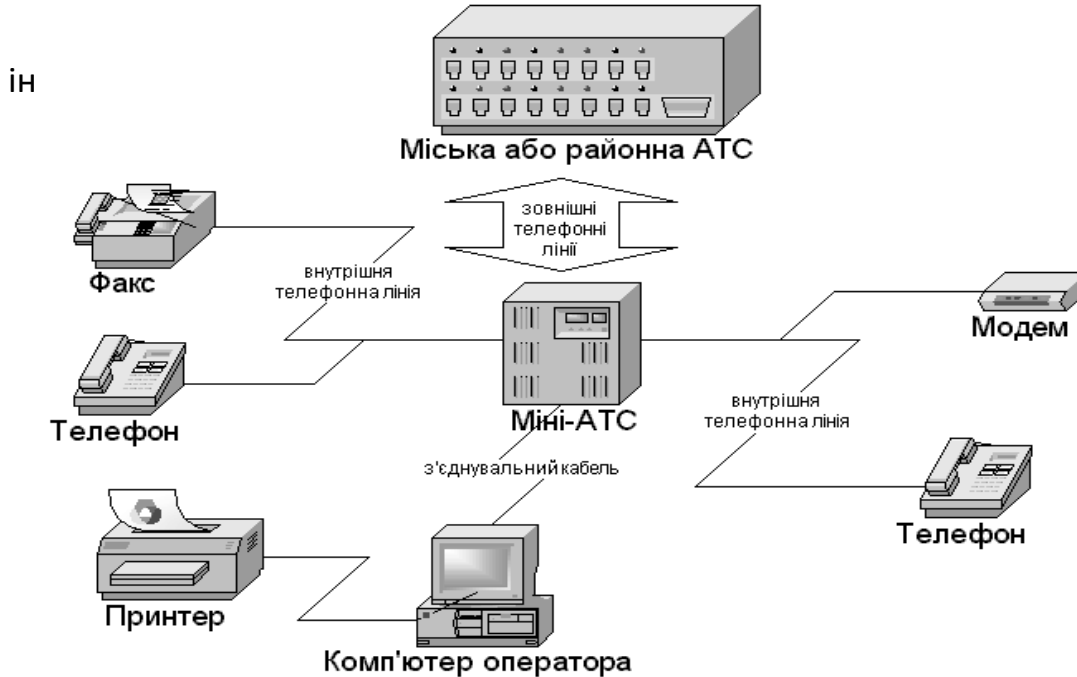 ін
Міська або районна АТС
зовнішні
телефонні
лінії
Факс
внутрішня
телефонна лінія
Модем
Телефон
Міні-АТС
внутрішня
телефонна лінія
з'єднувальний кабель
Телефон
Принтер
Комп'ютер оператора